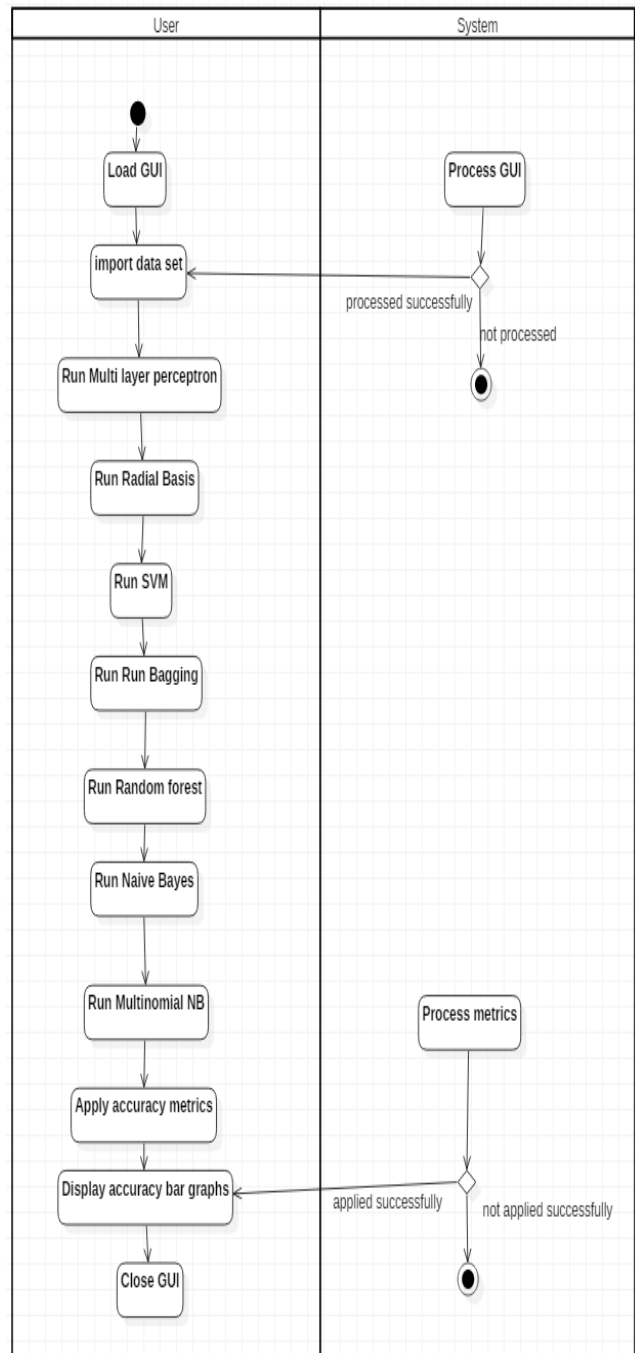 User
System
Load GUI
Process GUI
import data set
processed successfully
not processed
Run Multi layer perceptron
Run Radial Basis
Run SVM
Run Run Bagging
Run Random forest
Run Naive Bayes
Run Multinomial NB
Process metrics
Apply accuracy metrics
Display accuracy bar graphs
applied successfully
not applied successfully
Close GUI